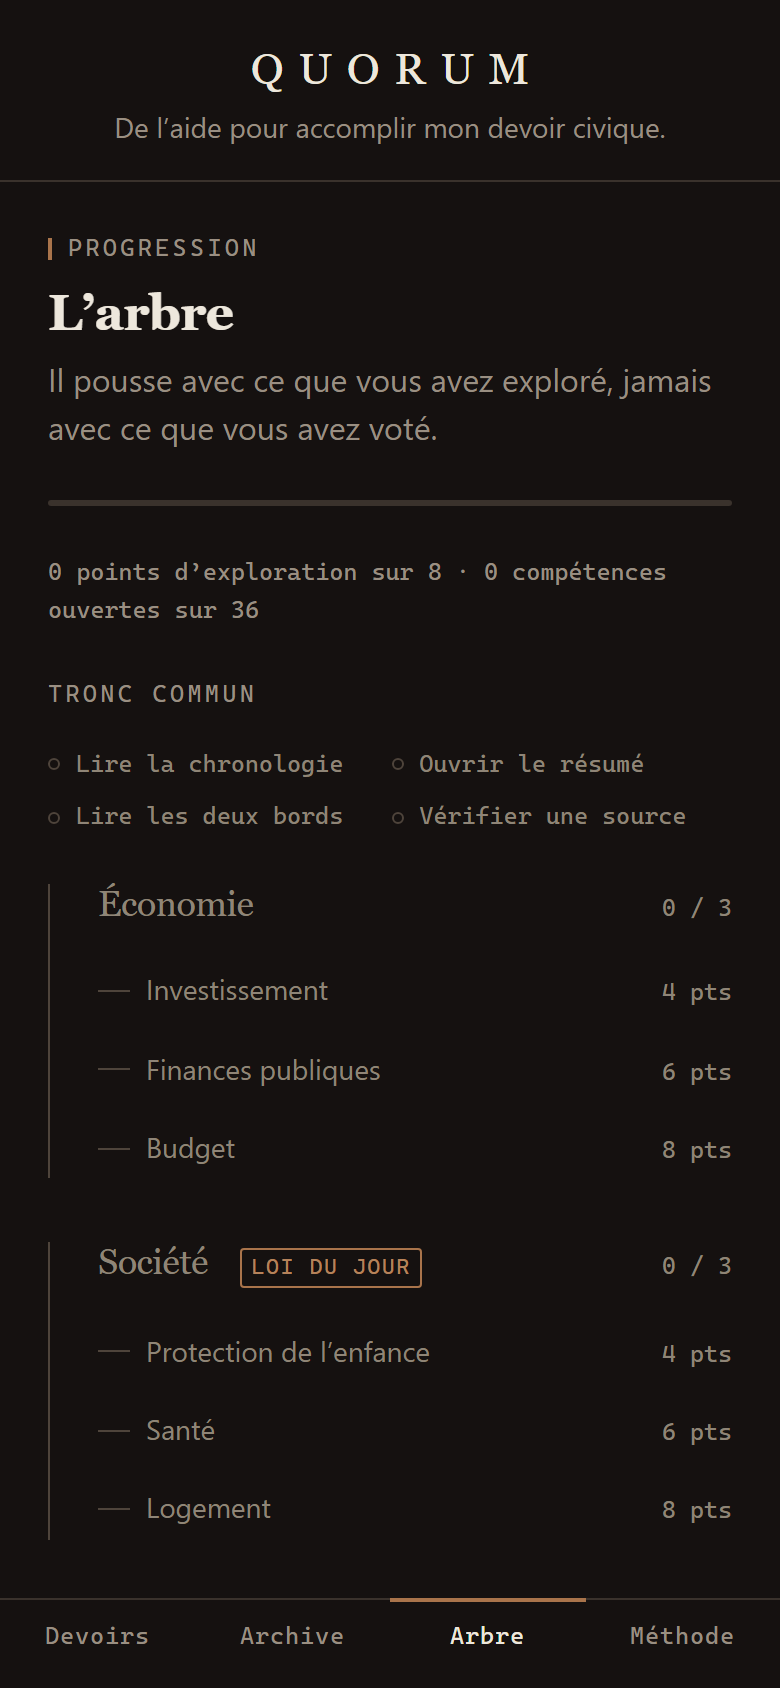 QUORUM
De l’aide pour accomplir mon devoir civique.
PROGRESSION
L’arbre
Il pousse avec ce que vous avez exploré, jamais
avec ce que vous avez voté.
0 points d’exploration sur 8 · 0 compétences
ouvertes sur 36
TRONC COMMUN
Lire la chronologie
Ouvrir le résumé
Lire les deux bords
Vérifier une source
Économie 0 / 3
Investissement 4 pts
Finances publiques 6 pts
Budget 8 pts
Société LOI DU JOUR 0 / 3
Protection de l’enfance 4 pts
Santé 6 pts
Logement 8 pts
Devoirs Archive Arbre Méthode